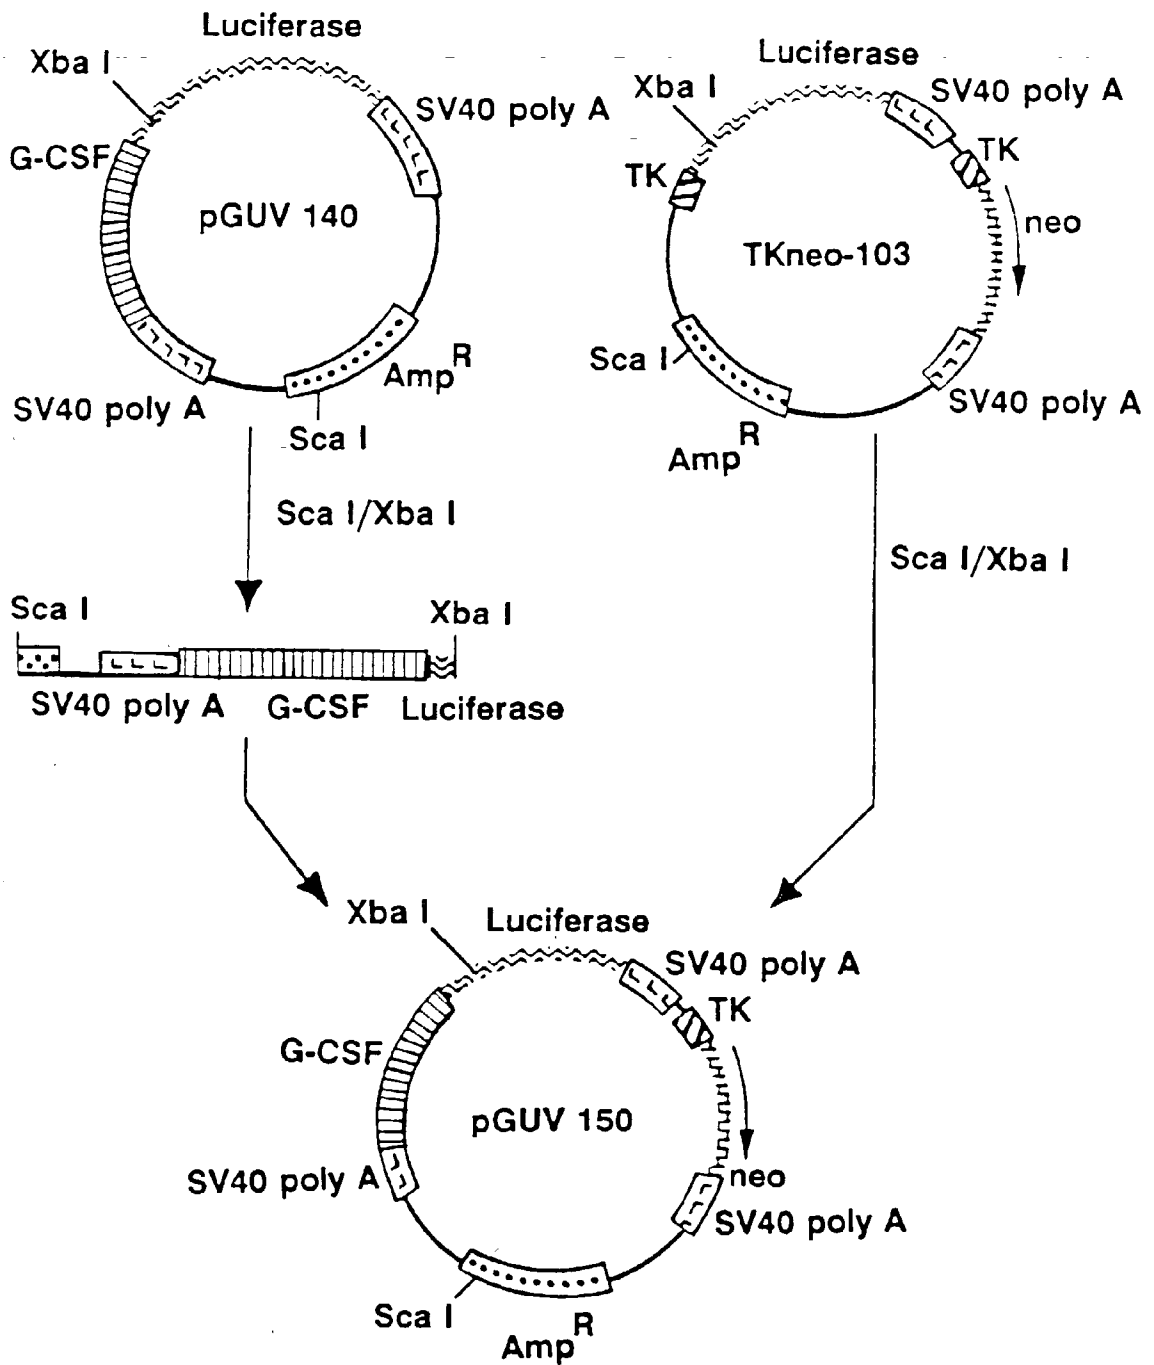 Luciferase
Xba I
SV40 poly A
G-CSF
pGUV 140
Amp R
SV40 poly A
Sca I
Sca I/Xba I
Luciferase
Xba I
SV40 poly A
TK
TK
neo
TKneo-103
Sca I
SV40 poly A
Amp R
Sca I/Xba I
Sca I
Xba I
SV40 poly A G-CSF Luciferase
Xba I
Luciferase
SV40 poly A
TK
G-CSF
pGUV 150
SV40 poly A
neo
SV40 poly A
Sca I
Amp R